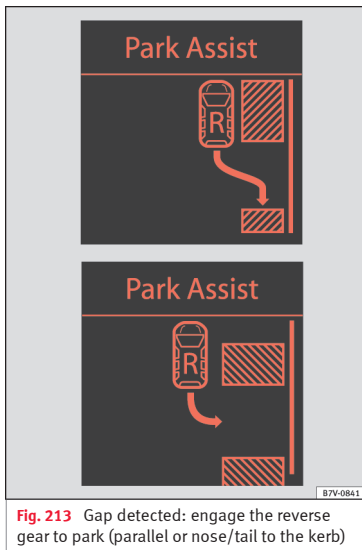 Park Assist
R
Park Assist
R
B7V-0841
Fig. 213 Gap detected: engage the reverse
gear to park (parallel or nose/tail to the kerb)